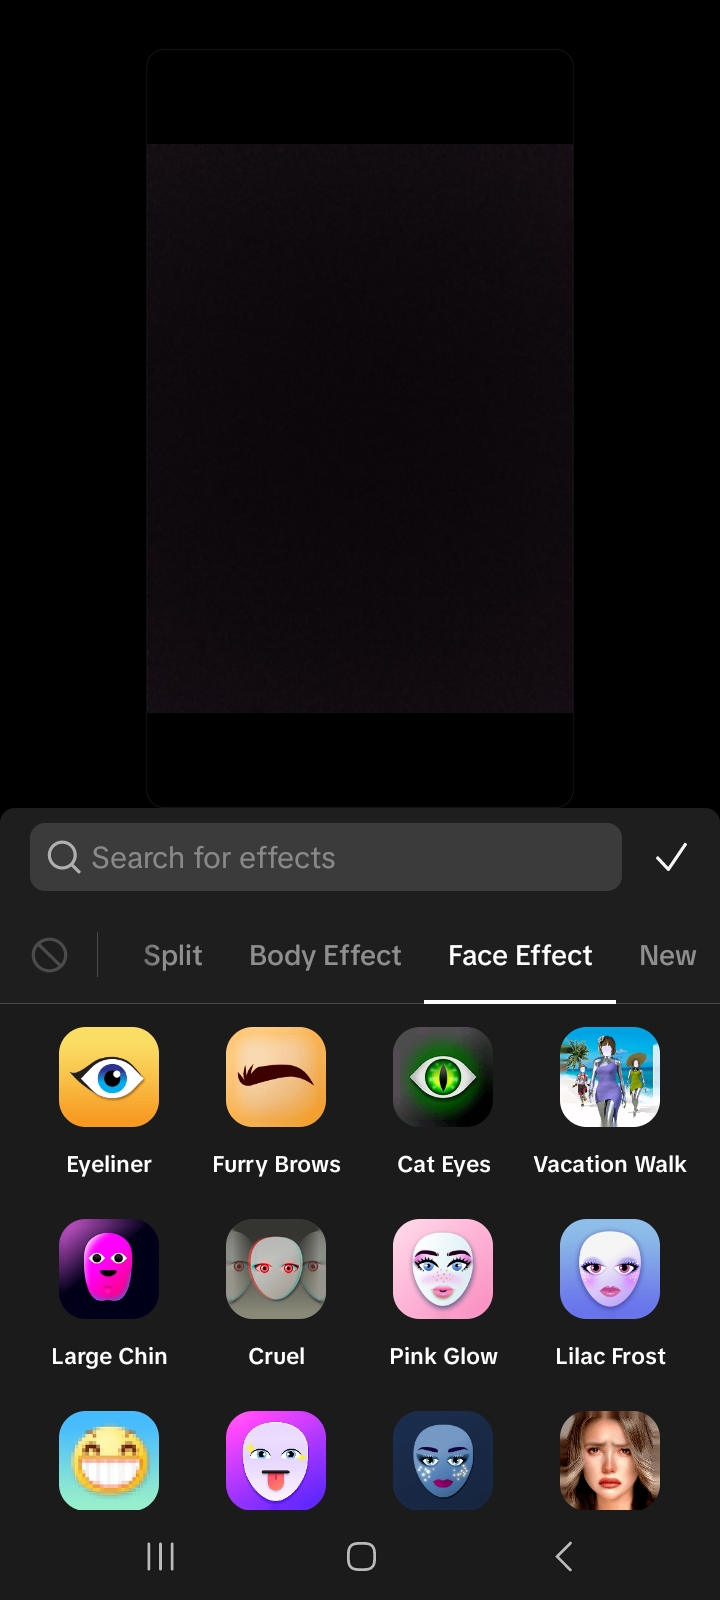 Search for effects
Split Body Effect Face Effect New
Eyeliner Furry Brows Cat Eyes Vacation Walk
Large Chin Cruel Pink Glow Lilac Frost